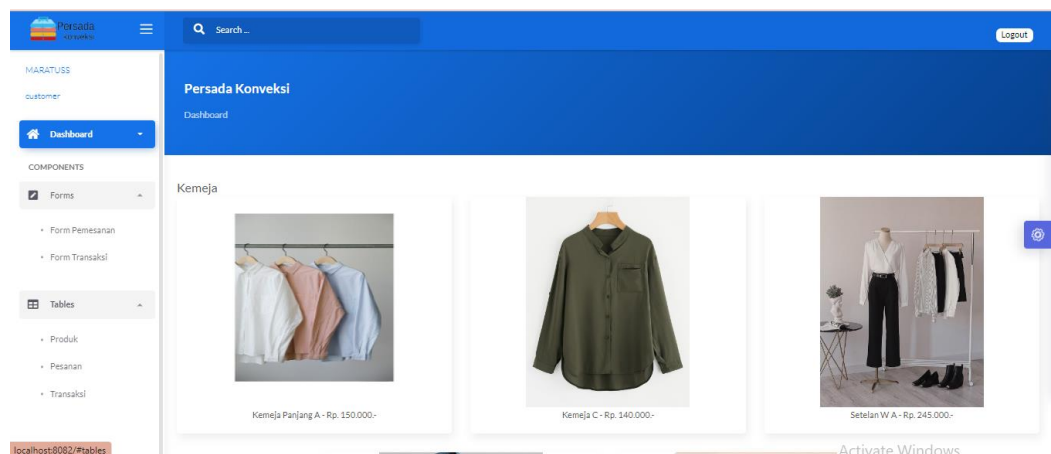 Persada
Konveksi
Search ...
Logout
MARATUSS
customer
Persada Konveksi
Dashboard
Dashboard
COMPONENTS
Forms
Form Pemesanan
Form Transaksi
Tables
Produk
Pesanan
Transaksi
Kemeja
Kemeja Panjang A - Rp. 150.000.-
Kemeja C - Rp. 140.000.-
Setelan W A - Rp. 245.000.-
localhost:8082/#tables
Activate Windows